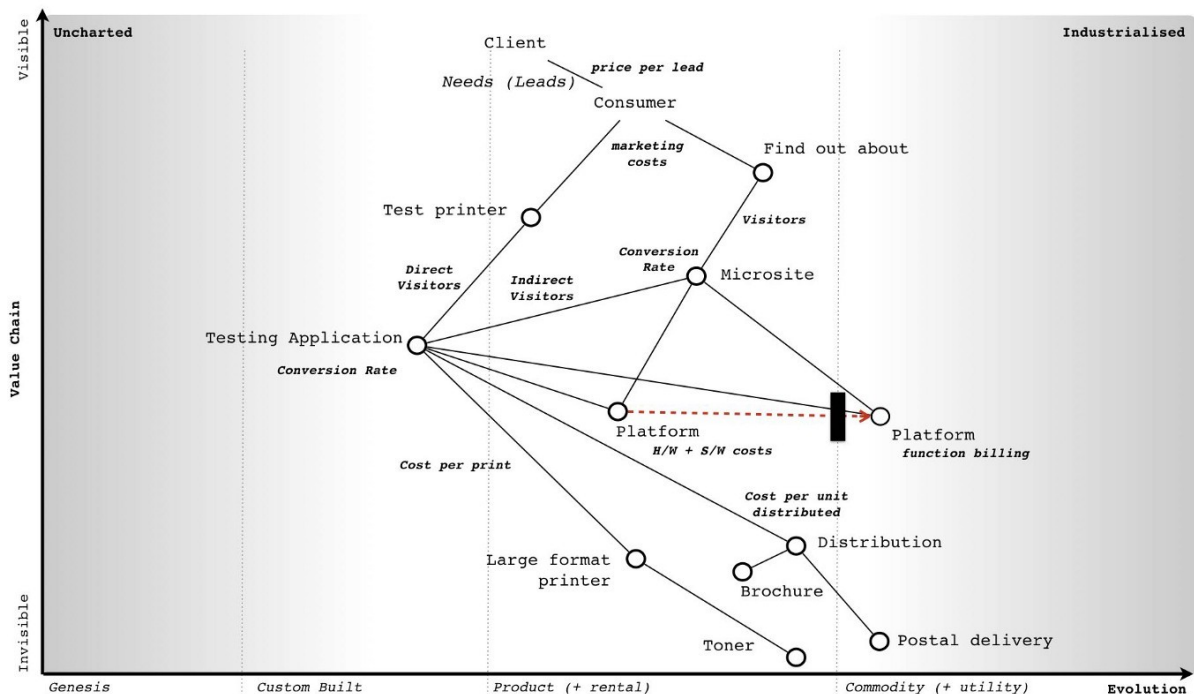 Visible
Uncharted
Industrialised
Client
price per lead
Needs (Leads)
Consumer
marketing
costs
Find out about
Test printer
Visitors
Direct
Visitors
Indirect
Visitors
Conversion
Rate
Microsite
Value Chain
Testing Application
Conversion Rate
Platform
H/W + S/W costs
Platform
function billing
Cost per print
Cost per unit
distributed
Distribution
Large format
printer
Brochure
Toner
Postal delivery
Invisible
Genesis
Custom Built
Product (+ rental)
Commodity (+ utility)
Evolution